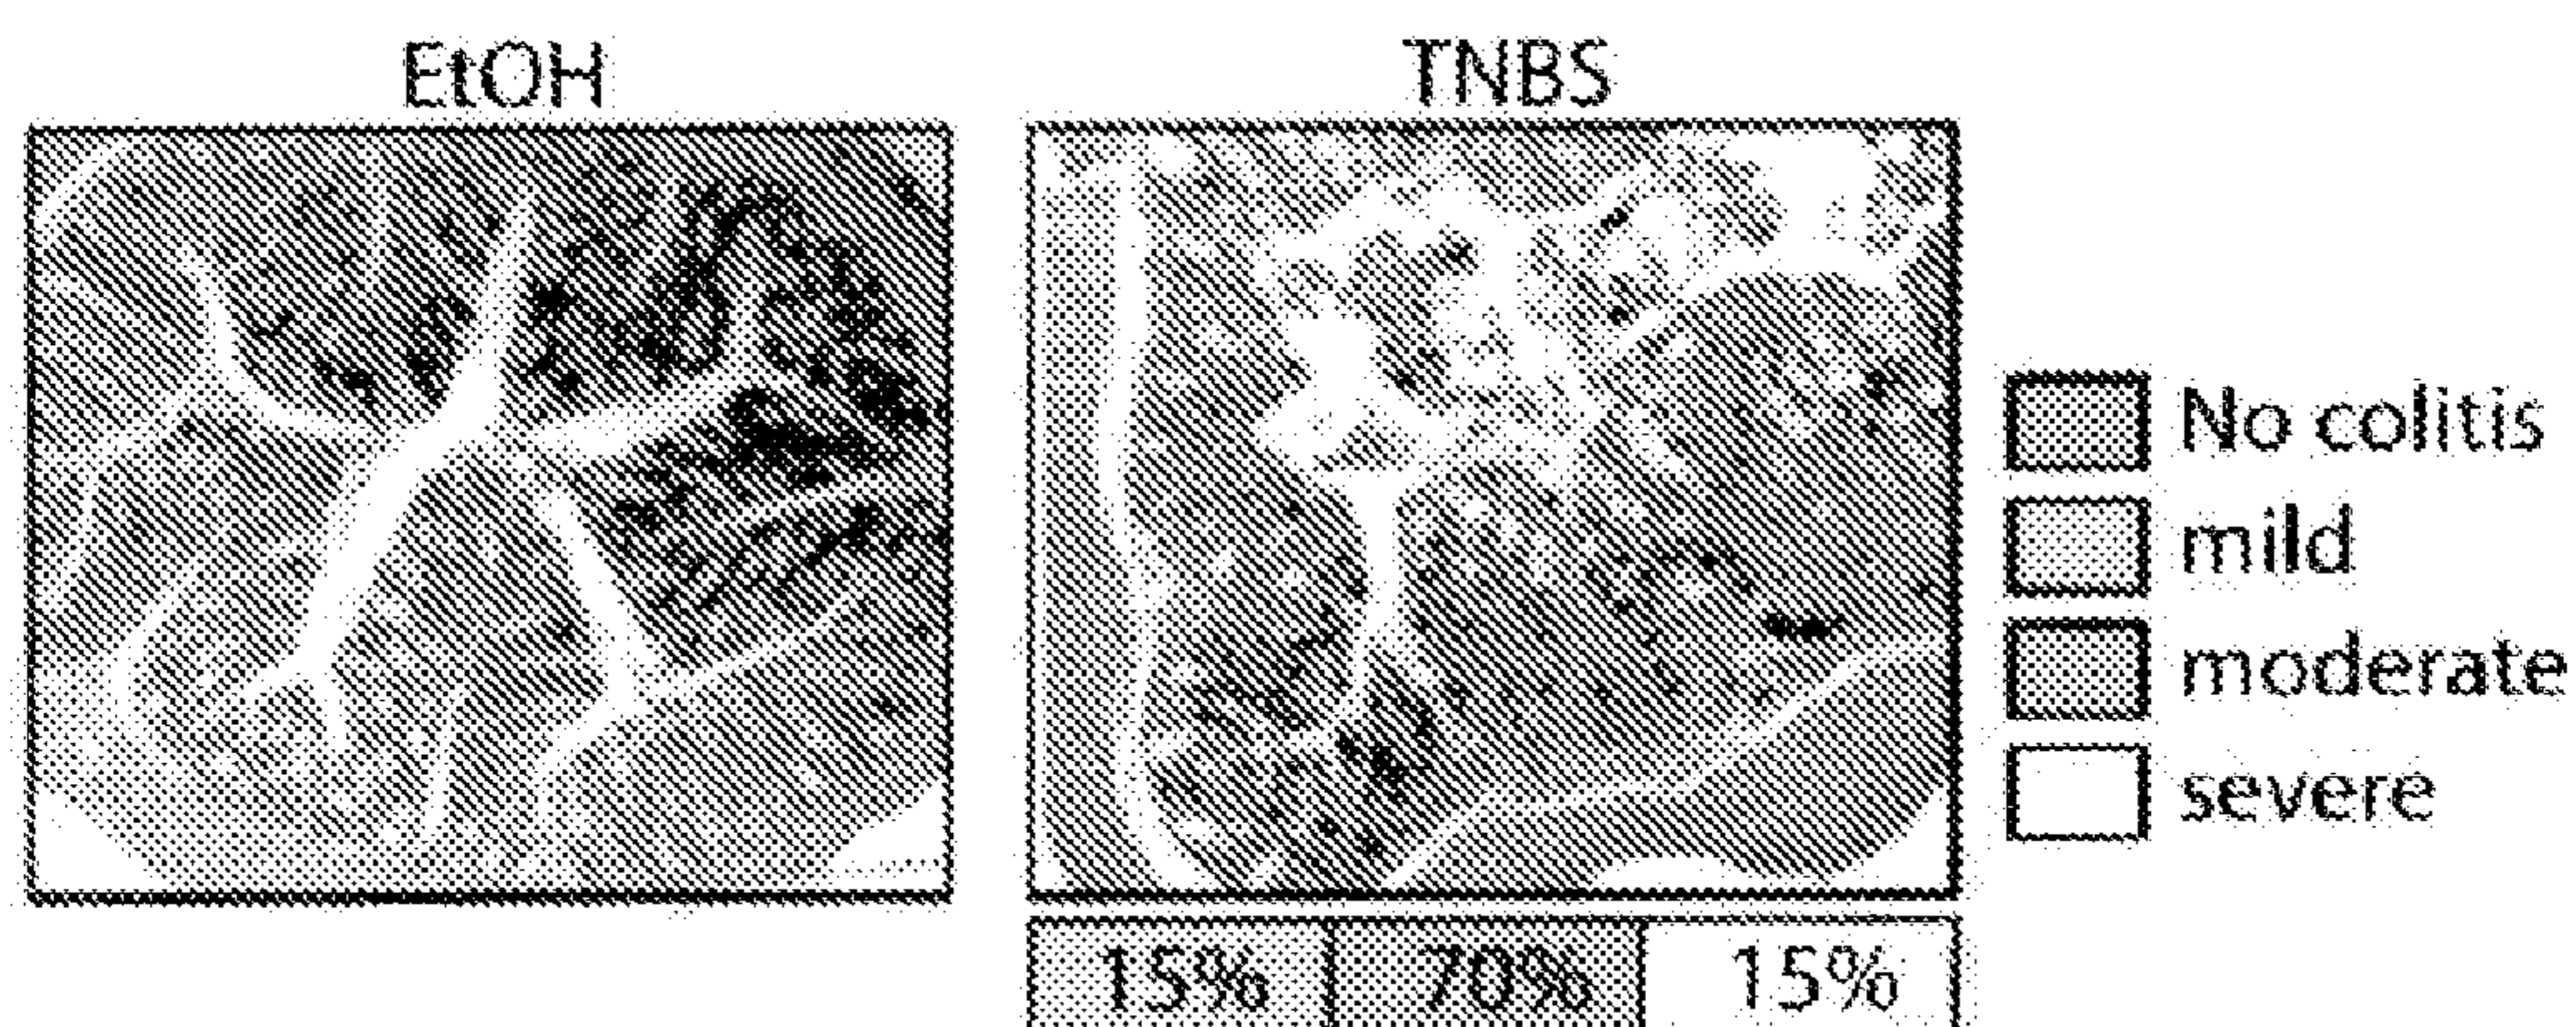 EtOH
TNBS
No colitis
mild
moderate
severe
15% 70% 15%